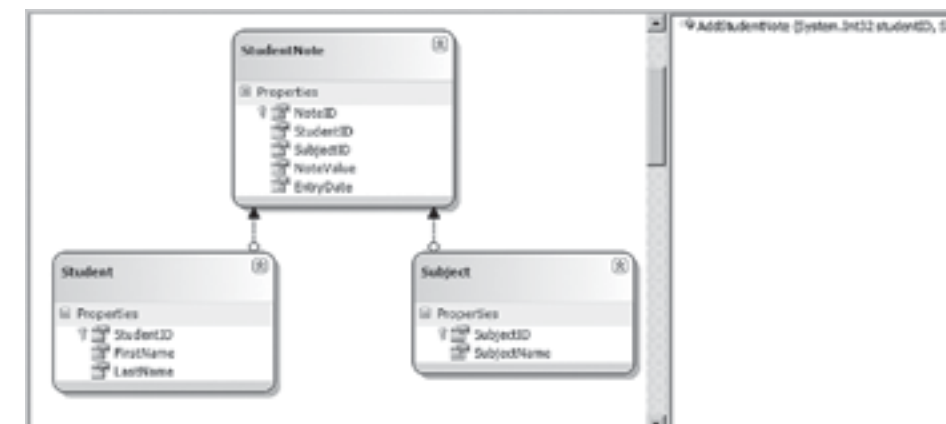 StudentNote
Properties
NoteID
StudentID
SubjectID
NoteValue
EntryDate
Student
Properties
StudentID
FirstName
LastName
Subject
Properties
SubjectID
SubjectName
AddStudentNote (System.Int32 studentID, S